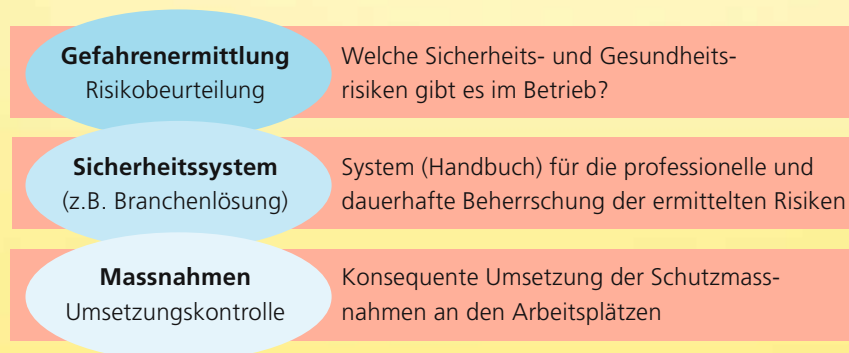 Gefahrenermittlung
Risikobeurteilung
Welche Sicherheits- und Gesundheits-
risiken gibt es im Betrieb?
Sicherheitssystem
(z.B. Branchenlösung)
System (Handbuch) für die professionelle und
dauerhafte Beherrschung der ermittelten Risiken
Massnahmen
Umsetzungskontrolle
Konsequente Umsetzung der Schutzmass-
nahmen an den Arbeitsplätzen